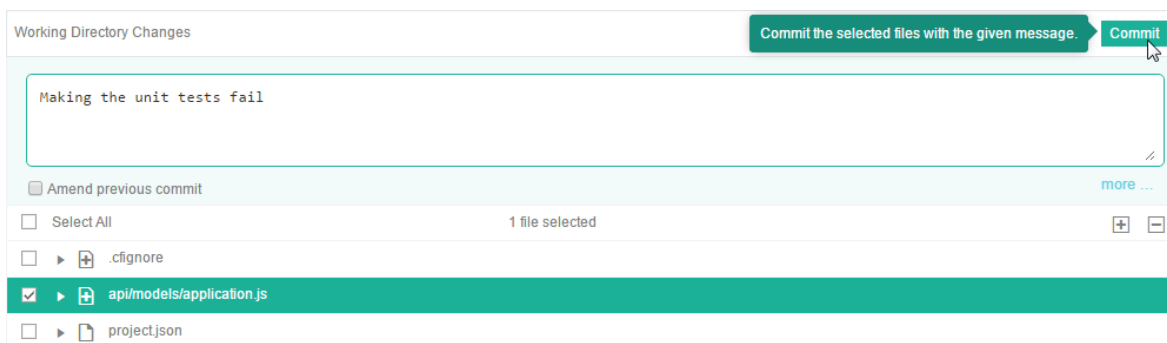 Working Directory Changes
Commit the selected files with the given message.
Commit
Making the unit tests fail
Amend previous commit
more ...
Select All
1 file selected
.cfignore
api/models/application.js
project.json